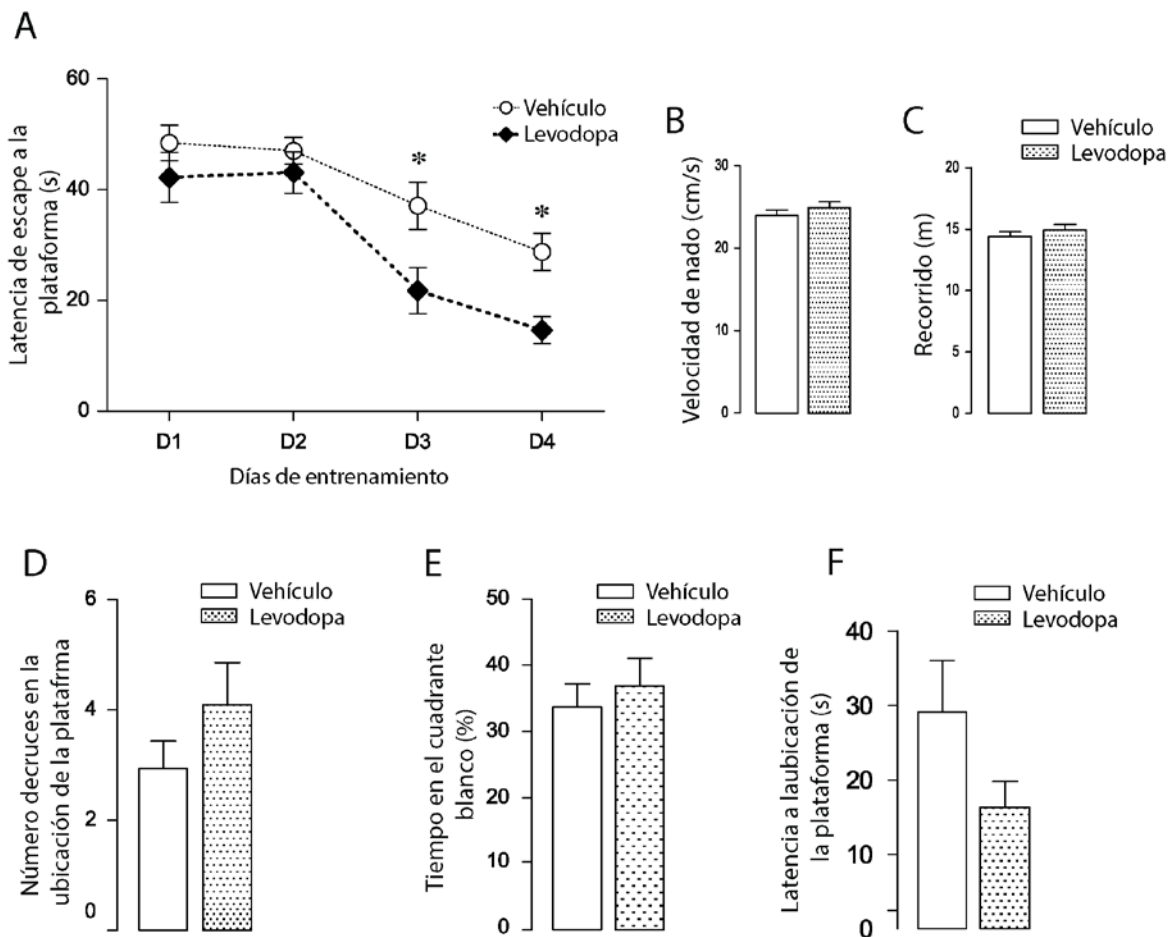 A
Latencia de escape a la
plataforma (s)
60
40
20
0
Vehículo
Levodopa
*
*
D1 D2 D3 D4
Días de entrenamiento
B
Velocidad de nado (cm/s)
30
20
10
0
C
Vehículo
Levodopa
Recorrido (m)
20
15
10
5
0
D
Vehículo
Levodopa
Número decruces en la
ubicación de la platafrma
6
4
2
0
E
Vehículo
Levodopa
Tiempo en el cuadrante
blanco (%)
50
40
30
20
10
0
F
Vehículo
Levodopa
Latencia a laubicación de
la plataforma (s)
40
30
20
10
0